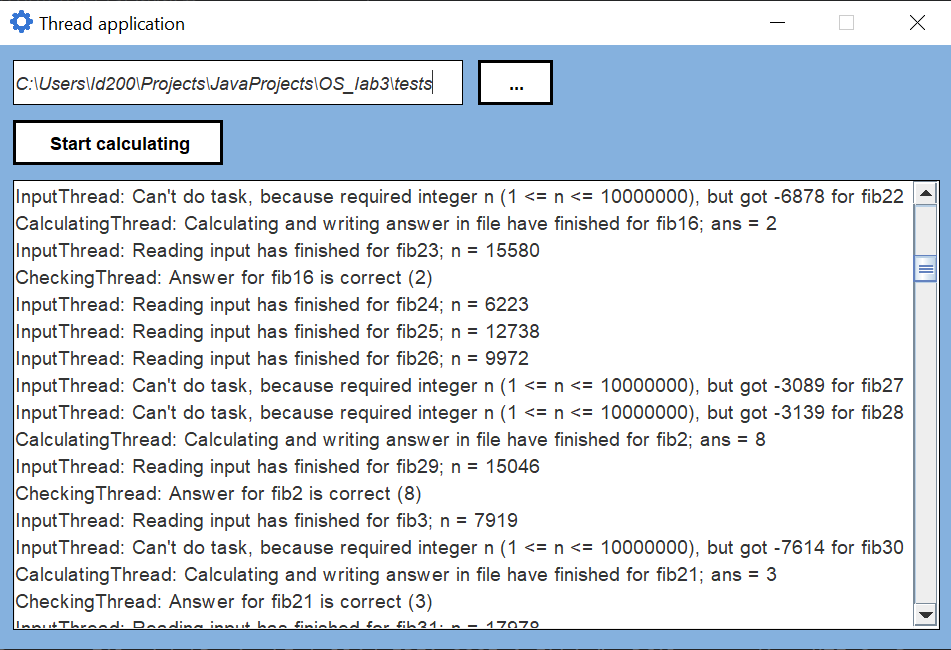 Thread application
C:\Users\ld200\Projects\JavaProjects\OS_lab3\tests
...
Start calculating
InputThread: Can't do task, because required integer n (1 <= n <= 10000000), but got -6878 for fib22
CalculatingThread: Calculating and writing answer in file have finished for fib16; ans = 2
InputThread: Reading input has finished for fib23; n = 15580
CheckingThread: Answer for fib16 is correct (2)
InputThread: Reading input has finished for fib24; n = 6223
InputThread: Reading input has finished for fib25; n = 12738
InputThread: Reading input has finished for fib26; n = 9972
InputThread: Can't do task, because required integer n (1 <= n <= 10000000), but got -3089 for fib27
InputThread: Can't do task, because required integer n (1 <= n <= 10000000), but got -3139 for fib28
CalculatingThread: Calculating and writing answer in file have finished for fib2; ans = 8
InputThread: Reading input has finished for fib29; n = 15046
CheckingThread: Answer for fib2 is correct (8)
InputThread: Reading input has finished for fib3; n = 7919
InputThread: Can't do task, because required integer n (1 <= n <= 10000000), but got -7614 for fib30
CalculatingThread: Calculating and writing answer in file have finished for fib21; ans = 3
CheckingThread: Answer for fib21 is correct (3)
InputThread: Reading input has finished for fib31; n = 17978